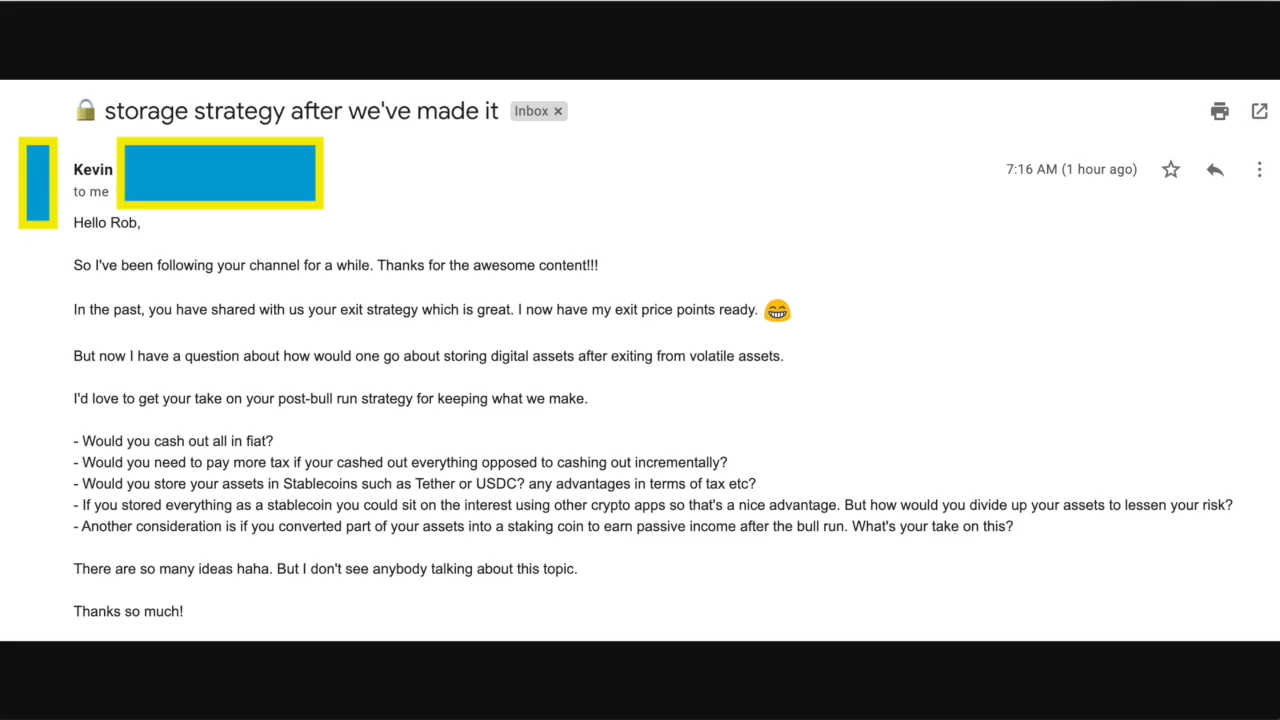 storage strategy after we've made it Inbox ×
Kevin
7:16 AM (1 hour ago)
to me
Hello Rob,
So I've been following your channel for a while. Thanks for the awesome content!!!
In the past, you have shared with us your exit strategy which is great. I now have my exit price points ready.
But now I have a question about how would one go about storing digital assets after exiting from volatile assets.
I'd love to get your take on your post-bull run strategy for keeping what we make.
- Would you cash out all in fiat?
- Would you need to pay more tax if your cashed out everything opposed to cashing out incrementally?
- Would you store your assets in Stablecoins such as Tether or USDC? any advantages in terms of tax etc?
- If you stored everything as a stablecoin you could sit on the interest using other crypto apps so that's a nice advantage. But how would you divide up your assets to lessen your risk?
- Another consideration is if you converted part of your assets into a staking coin to earn passive income after the bull run. What's your take on this?
There are so many ideas haha. But I don't see anybody talking about this topic.
Thanks so much!